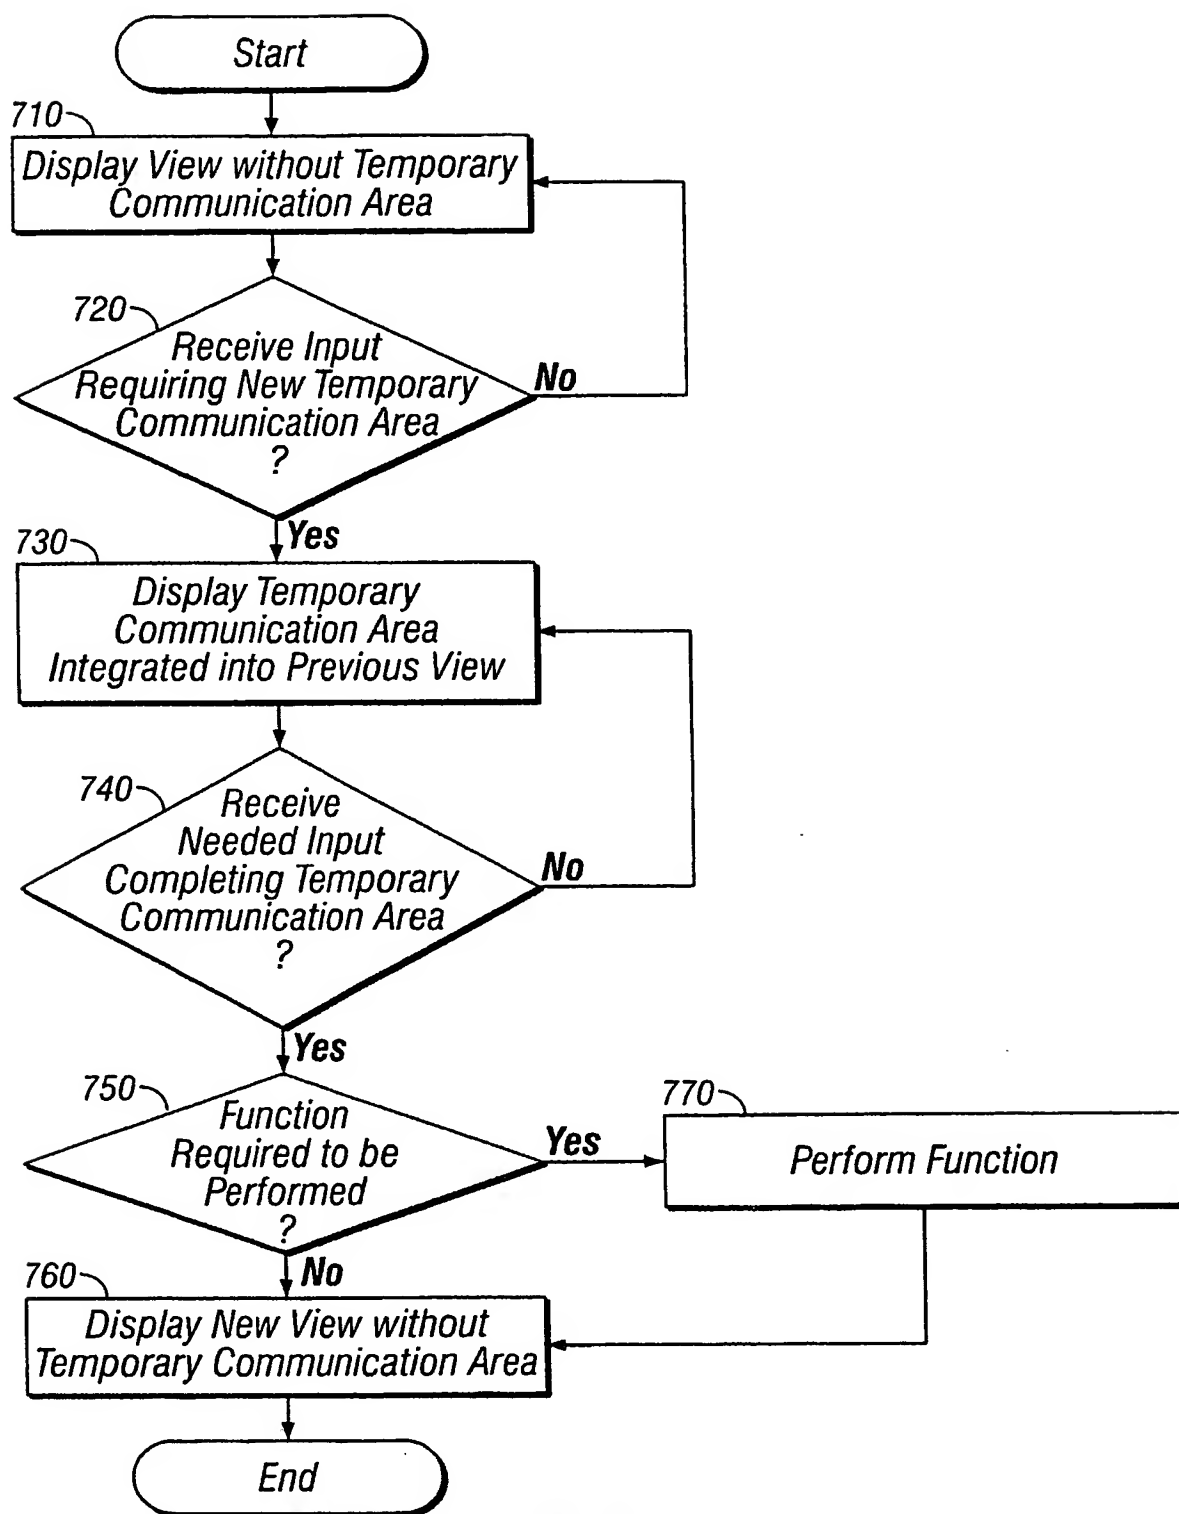 Start
710
Display View without Temporary
Communication Area
720
Receive Input
Requiring New Temporary
Communication Area
?
No
Yes
730
Display Temporary
Communication Area
Integrated into Previous View
740
Receive
Needed Input
Completing Temporary
Communication Area
?
No
Yes
750
Function
Required to be
Performed
?
Yes
770
Perform Function
No
760
Display New View without
Temporary Communication Area
End